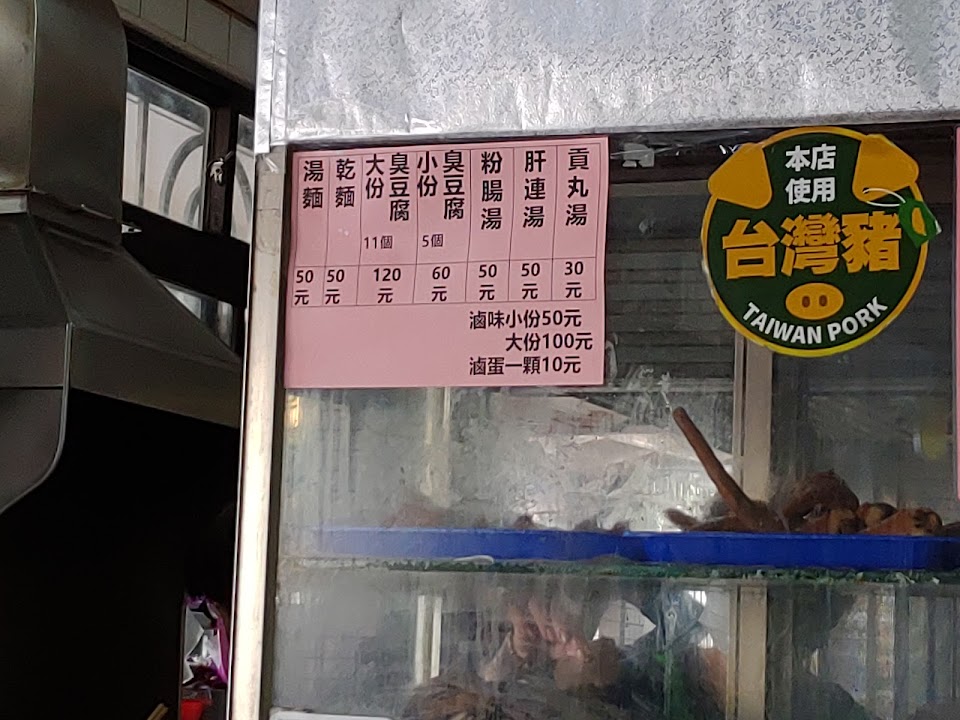 貢丸湯
30元
肝連湯
50元
粉腸湯
50元
臭豆腐
小份
5個
60元
臭豆腐
大份
11個
120元
乾麵
50元
湯麵
50元
滷味小份50元
大份100元
滷蛋一顆10元
本店
使用
台灣豬
TAIWAN PORK